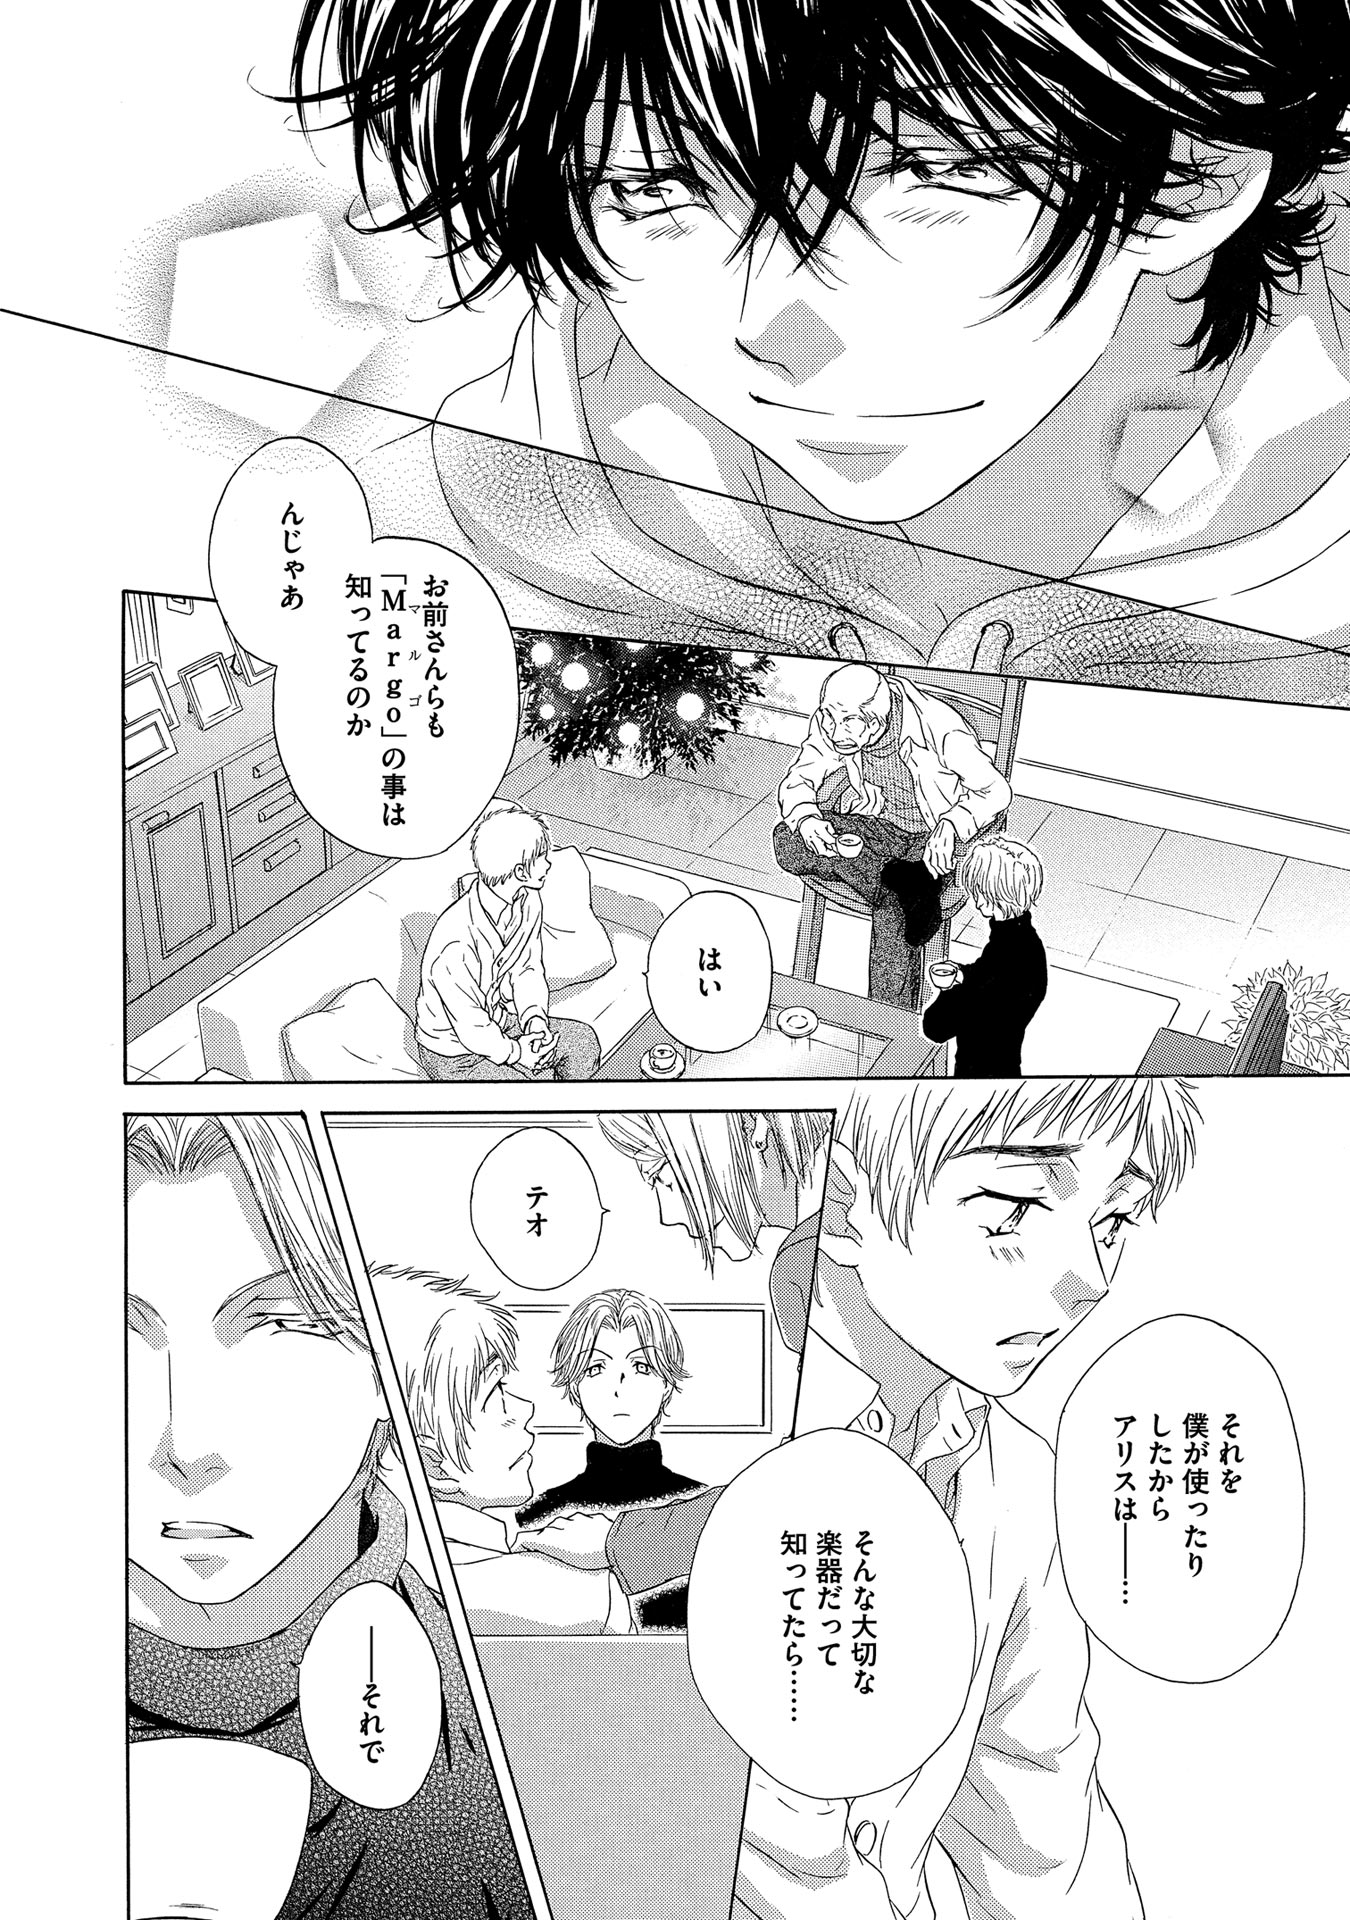 んじゃあ
お前さんらも
「Margo」の事は
マルゴ
知ってるのか
はい
それを
僕が使ったり
したから
アリスは――…
そんな大切な
楽器だって
知ってたら……
テオ
――それで